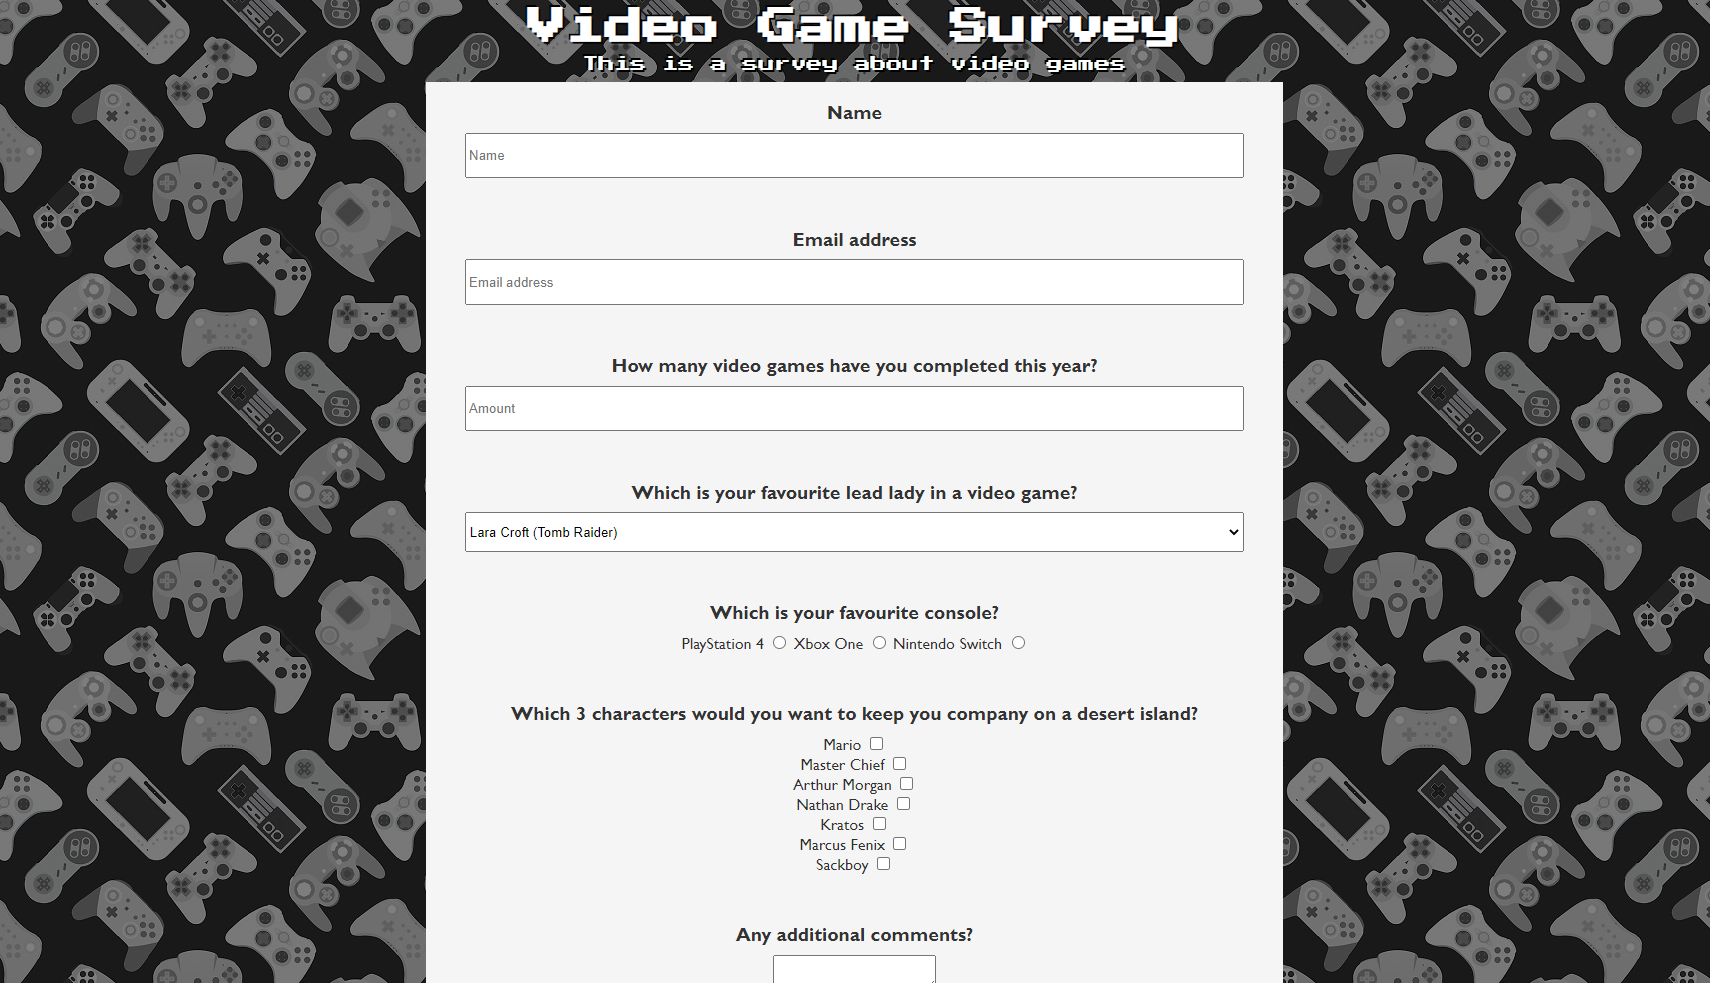 Video Game Survey
This is a survey about video games
Name
Name
Email address
Email address
How many video games have you completed this year?
Amount
Which is your favourite lead lady in a video game?
Lara Croft (Tomb Raider)
Which is your favourite console?
PlayStation 4 Xbox One Nintendo Switch
Which 3 characters would you want to keep you company on a desert island?
Mario
Master Chief
Arthur Morgan
Nathan Drake
Kratos
Marcus Fenix
Sackboy
Any additional comments?